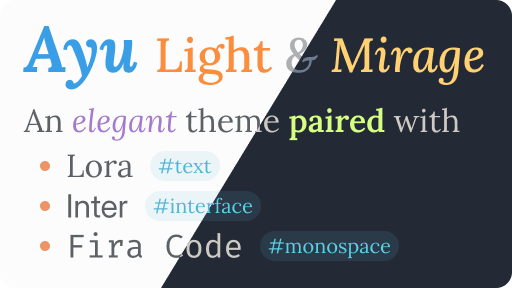 Ayu Light & Mirage
An elegant theme paired with
• Lora #text
• Inter #interface
• Fira Code #monospace